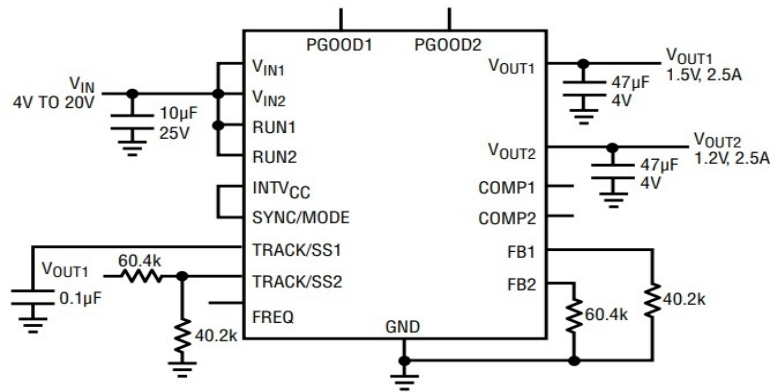 PGOOD1
PGOOD2
VIN
4V TO 20V
10µF
25V
VIN1
VIN2
RUN1
RUN2
INTVCC
SYNC/MODE
TRACK/SS1
TRACK/SS2
FREQ
VOUT1
60.4k
0.1µF
40.2k
GND
VOUT1
VOUT2
COMP1
COMP2
FB1
FB2
VOUT1
1.5V, 2.5A
47µF
4V
VOUT2
1.2V, 2.5A
47µF
4V
60.4k
40.2k